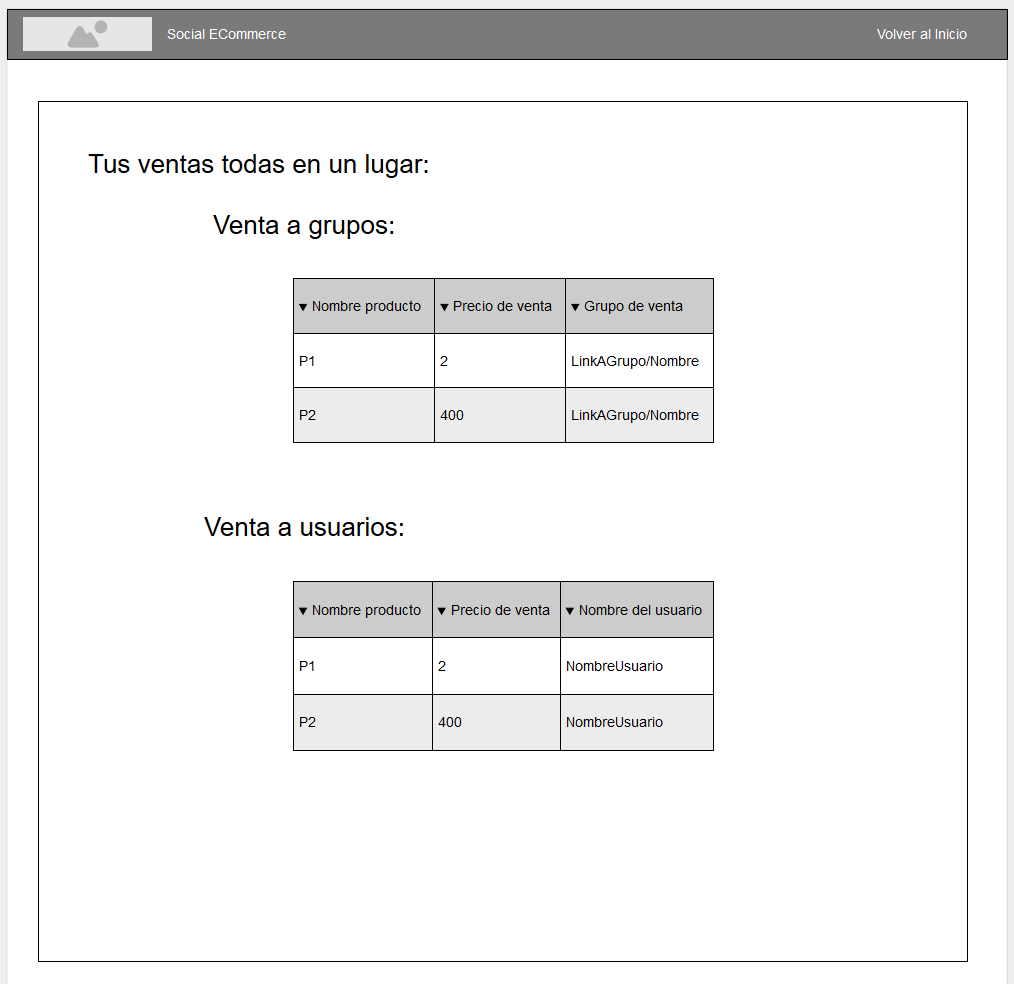 Social ECommerce Volver al Inicio
Tus ventas todas en un lugar:
Venta a grupos:
Nombre producto Precio de venta Grupo de venta
P1 2 LinkAGrupo/Nombre
P2 400 LinkAGrupo/Nombre
Venta a usuarios:
Nombre producto Precio de venta Nombre del usuario
P1 2 NombreUsuario
P2 400 NombreUsuario